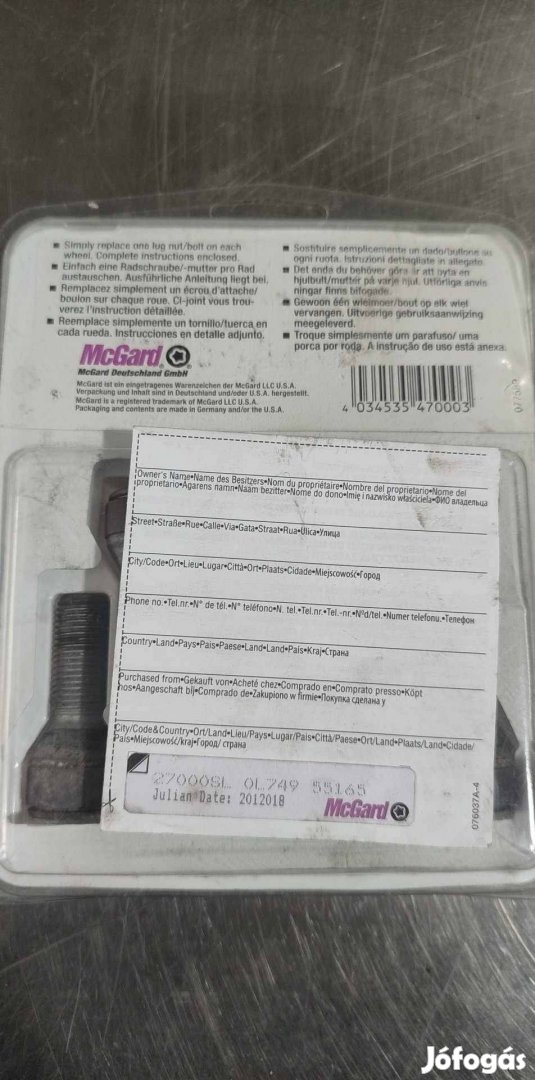 ■ Simply replace one lug nut/bolt on each
wheel. Complete instructions enclosed.
■ Einfach eine Radschraube/-mutter pro Rad
austauschen. Ausführliche Anleitung liegt bei.
■ Remplacez simplement un écrou d'attache/
boulon sur chaque roue. Ci-joint vous trou-
verez l'instruction détaillée.
■ Reemplace simplemente un tornillo/tuerca en
cada rueda. Instrucciones en detalle adjunto.
■ Sostituire semplicemente un dado/bullone su
ogni ruota. Istruzioni dettagliate in allegato.
■ Det enda du behöver göra är att byta en
hjulbult/mutter på varje hjul. Utförliga anvis
ningar finns bifogade.
■ Gewoon één wielmoer/bout op elk wiel
vervangen. Uitvoerige gebruiksaanwijzing
meegeleverd.
■ Troque simplesmente um parafuso/ uma
porca por roda. A instrução de uso está anexa.
McGard
McGard Deutschland GmbH
McGard ist ein eingetragenes Warenzeichen der McGard LLC U.S.A.
Verpackung und Inhalt sind in Deutschland und/oder U.S.A. hergestellt.
McGard is a registered trademark of McGard LLC U.S.A.
Packaging and contents are made in Germany and/or the U.S.A.
4 034535 470003
Owner's Name•Name des Besitzers•Nom du propriétaire•Nombre del proprietario•Nome del
proprietario•Ägarens namn•Naam bezitter•Nome do dono•Imię i nazwisko właściciela•ФИО владельца
Street•Straße•Rue•Calle•Via•Gata•Straat•Rua•Ulica•Улица
City/Code•Ort•Lieu•Lugar•Città•Ort•Plaats•Cidade•Miejscowość•Город
Phone no.•Tel.nr.•N° de tél.•N° teléfono•N. tel.•Tel.nr.•Tel.-nr.•Nºd/tel.•Numer telefonu.•Телефон
Country•Land•Pays•Pais•Paese•Land•Land•País•Kraj•Страна
Purchased from•Gekauft von•Acheté chez•Comprado en•Comprato presso•Köpt
hos•Aangeschaft bij•Comprado de•Zakupiono w firmie•Покупка сделана у
City/Code&Country•Ort/Land•Lieu/Pays•Lugar/Pais•Città/Paese•Ort/Land•Plaats/Land•Cidade/
País•Miejscowość/kraj•Город/ страна
27000SL 0L749 55165
Julian Date: 2012018
McGard
076037A-4
Jófogás